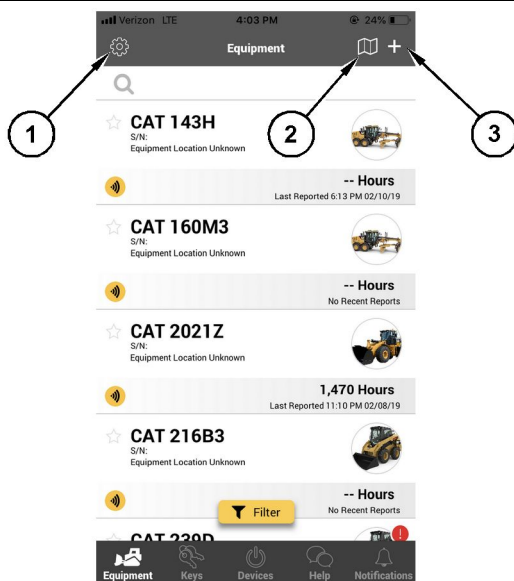 Verizon LTE 4:03 PM 24%
Equipment
1
2
3
CAT 143H
S/N:
Equipment Location Unknown
-- Hours
Last Reported 6:13 PM 02/10/19
CAT 160M3
S/N:
Equipment Location Unknown
-- Hours
No Recent Reports
CAT 2021Z
S/N:
Equipment Location Unknown
1,470 Hours
Last Reported 11:10 PM 02/08/19
CAT 216B3
S/N:
Equipment Location Unknown
-- Hours
No Recent Reports
Filter
CAT 239D
Equipment Keys Devices Help Notifications